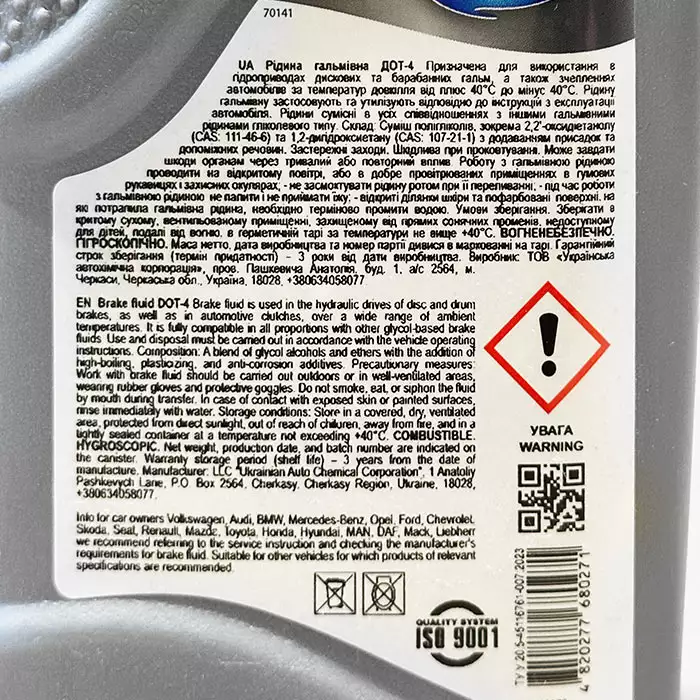 70141
UA Рідина гальмівна ДОТ-4 Призначена для використання в
гідроприводах дискових та барабанних гальм, а також зчепленнях
автомобілів за температур довкілля від плюс 40°С до мінус 40°С. Рідину
гальмівну застосовують та утилізують відповідно до інструкцій з експлуатації
автомобіля. Рідини сумісні в усіх співвідношеннях з іншими гальмівними
рідинами гліколевого типу. Склад: Суміш полігліколів, зокрема 2,2'-оксидіетанолу
(CAS: 111-46-6) та 1,2-дигідроксиетану (CAS: 107-21-1) з додаванням присадок та
допоміжних речовин. Застережні заходи. Шкідлива при проковтуванні. Може завдати
шкоди органам через тривалий або повторний вплив. Роботу з гальмівною рідиною
проводити на відкритому повітрі, або в добре провітрюваних приміщеннях в гумових
рукавицях і захисних окулярах; - не засмоктувати рідину ротом при її переливанні; - під час роботи
з гальмівною рідиною не палити і не приймати їжу; - відкриті ділянки шкіри та пофарбовані поверхні, на
які потрапила гальмівна рідина, необхідно терміново промити водою. Умови зберігання. Зберігати в
критому сухому, вентильованому приміщенні, захищеному від прямих сонячних променів, недоступному
для дітей, подалі від вогню, в герметичній тарі за температури не вище +40°С. ВОГНЕНЕБЕЗПЕЧНО.
ГІГРОСКОПІЧНО. Маса нетто, дата виробництва та номер партії дивися в маркованні на тарі. Гарантійний
строк зберігання (термін придатності) - 3 роки від дати виробництва. Виробник: ТОВ «Українська
автохімічна корпорація», пров. Пашкевича Анатолія, буд. 1, а/с 2564, м.
Черкаси, Черкаська обл., Україна, 18028, +380634058077
EN Brake fluid DOT-4 Brake fluid is used in the hydraulic drives of disc and drum
brakes, as well as in automotive clutches, over a wide range of ambient
temperatures. It is fully compatible in all proportions with other glycol-based brake
fluids. Use and disposal must be carried out in accordance with the vehicle operating
instructions. Composition: A blend of glycol alcohols and ethers with the addition of
high-boiling, plasticizing, and anti-corrosion additives. Precautionary measures:
Work with brake fluid should be carried out outdoors or in well-ventilated areas,
wearing rubber gloves and protective goggles. Do not smoke, eat, or siphon the fluid
by mouth during transfer. In case of contact with exposed skin or painted surfaces,
rinse immediately with water. Storage conditions: Store in a covered, dry, ventilated
area, protected from direct sunlight, out of reach of children, away from fire, and in a
tightly sealed container at a temperature not exceeding +40°C. COMBUSTIBLE.
HYGROSCOPIC. Net weight, production date, and batch number are indicated on
the canister. Warranty storage period (shelf life) – 3 years from the date of
manufacture. Manufacturer: LLC "Ukrainian Auto Chemical Corporation", 1 Anatoliy
Pashkevych Lane, P.O. Box 2564, Cherkasy, Cherkasy Region, Ukraine, 18028,
+380634058077.
Info for car owners Volkswagen, Audi, BMW, Mercedes-Benz, Opel, Ford, Chevrolet,
Skoda, Seat, Renault, Mazda, Toyota, Honda, Hyundai, MAN, DAF, Mack, Liebherr
we recommend referring to the service instruction and checking the manufacturer's
requirements for brake fluid. Suitable for other vehicles for which products of relevant
specifications are recommended.
УВАГА
WARNING
QUALITY SYSTEM
ISO 9001
ТУ У 20.5-45116761-007:2023
4 820277 680271